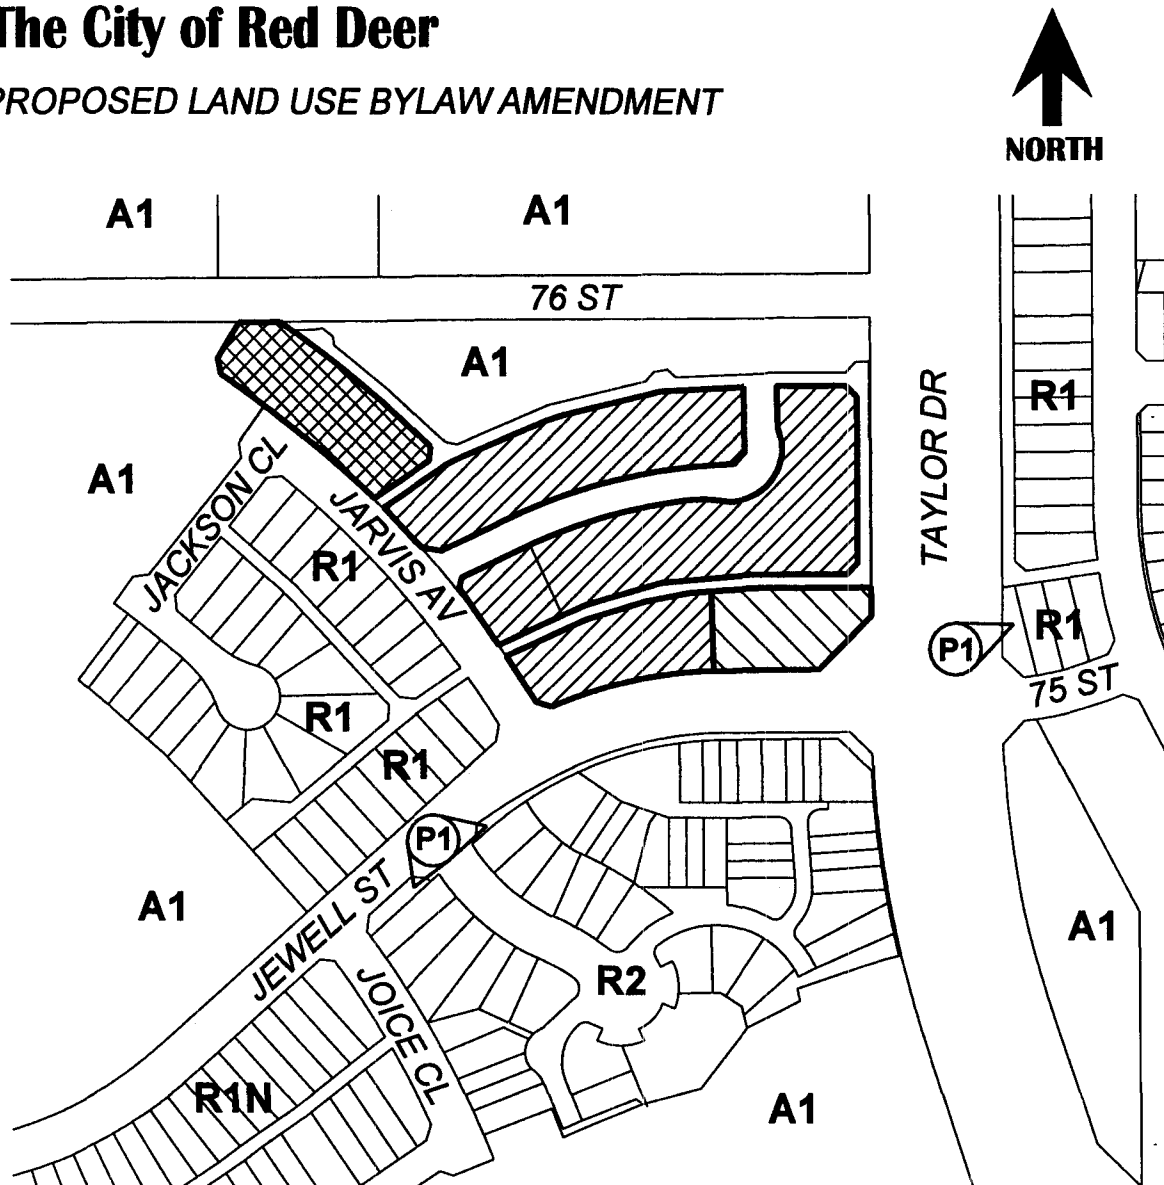 The City of Red Deer
PROPOSED LAND USE BYLAW AMENDMENT
NORTH
A1
A1
76 ST
A1
R1
TAYLOR DR
A1
JACKSON CL
JARVIS AV
R1
R1
P1
75 ST
R1
R1
P1
A1
JEWELL ST
A1
R2
JOICE CL
R1N
A1